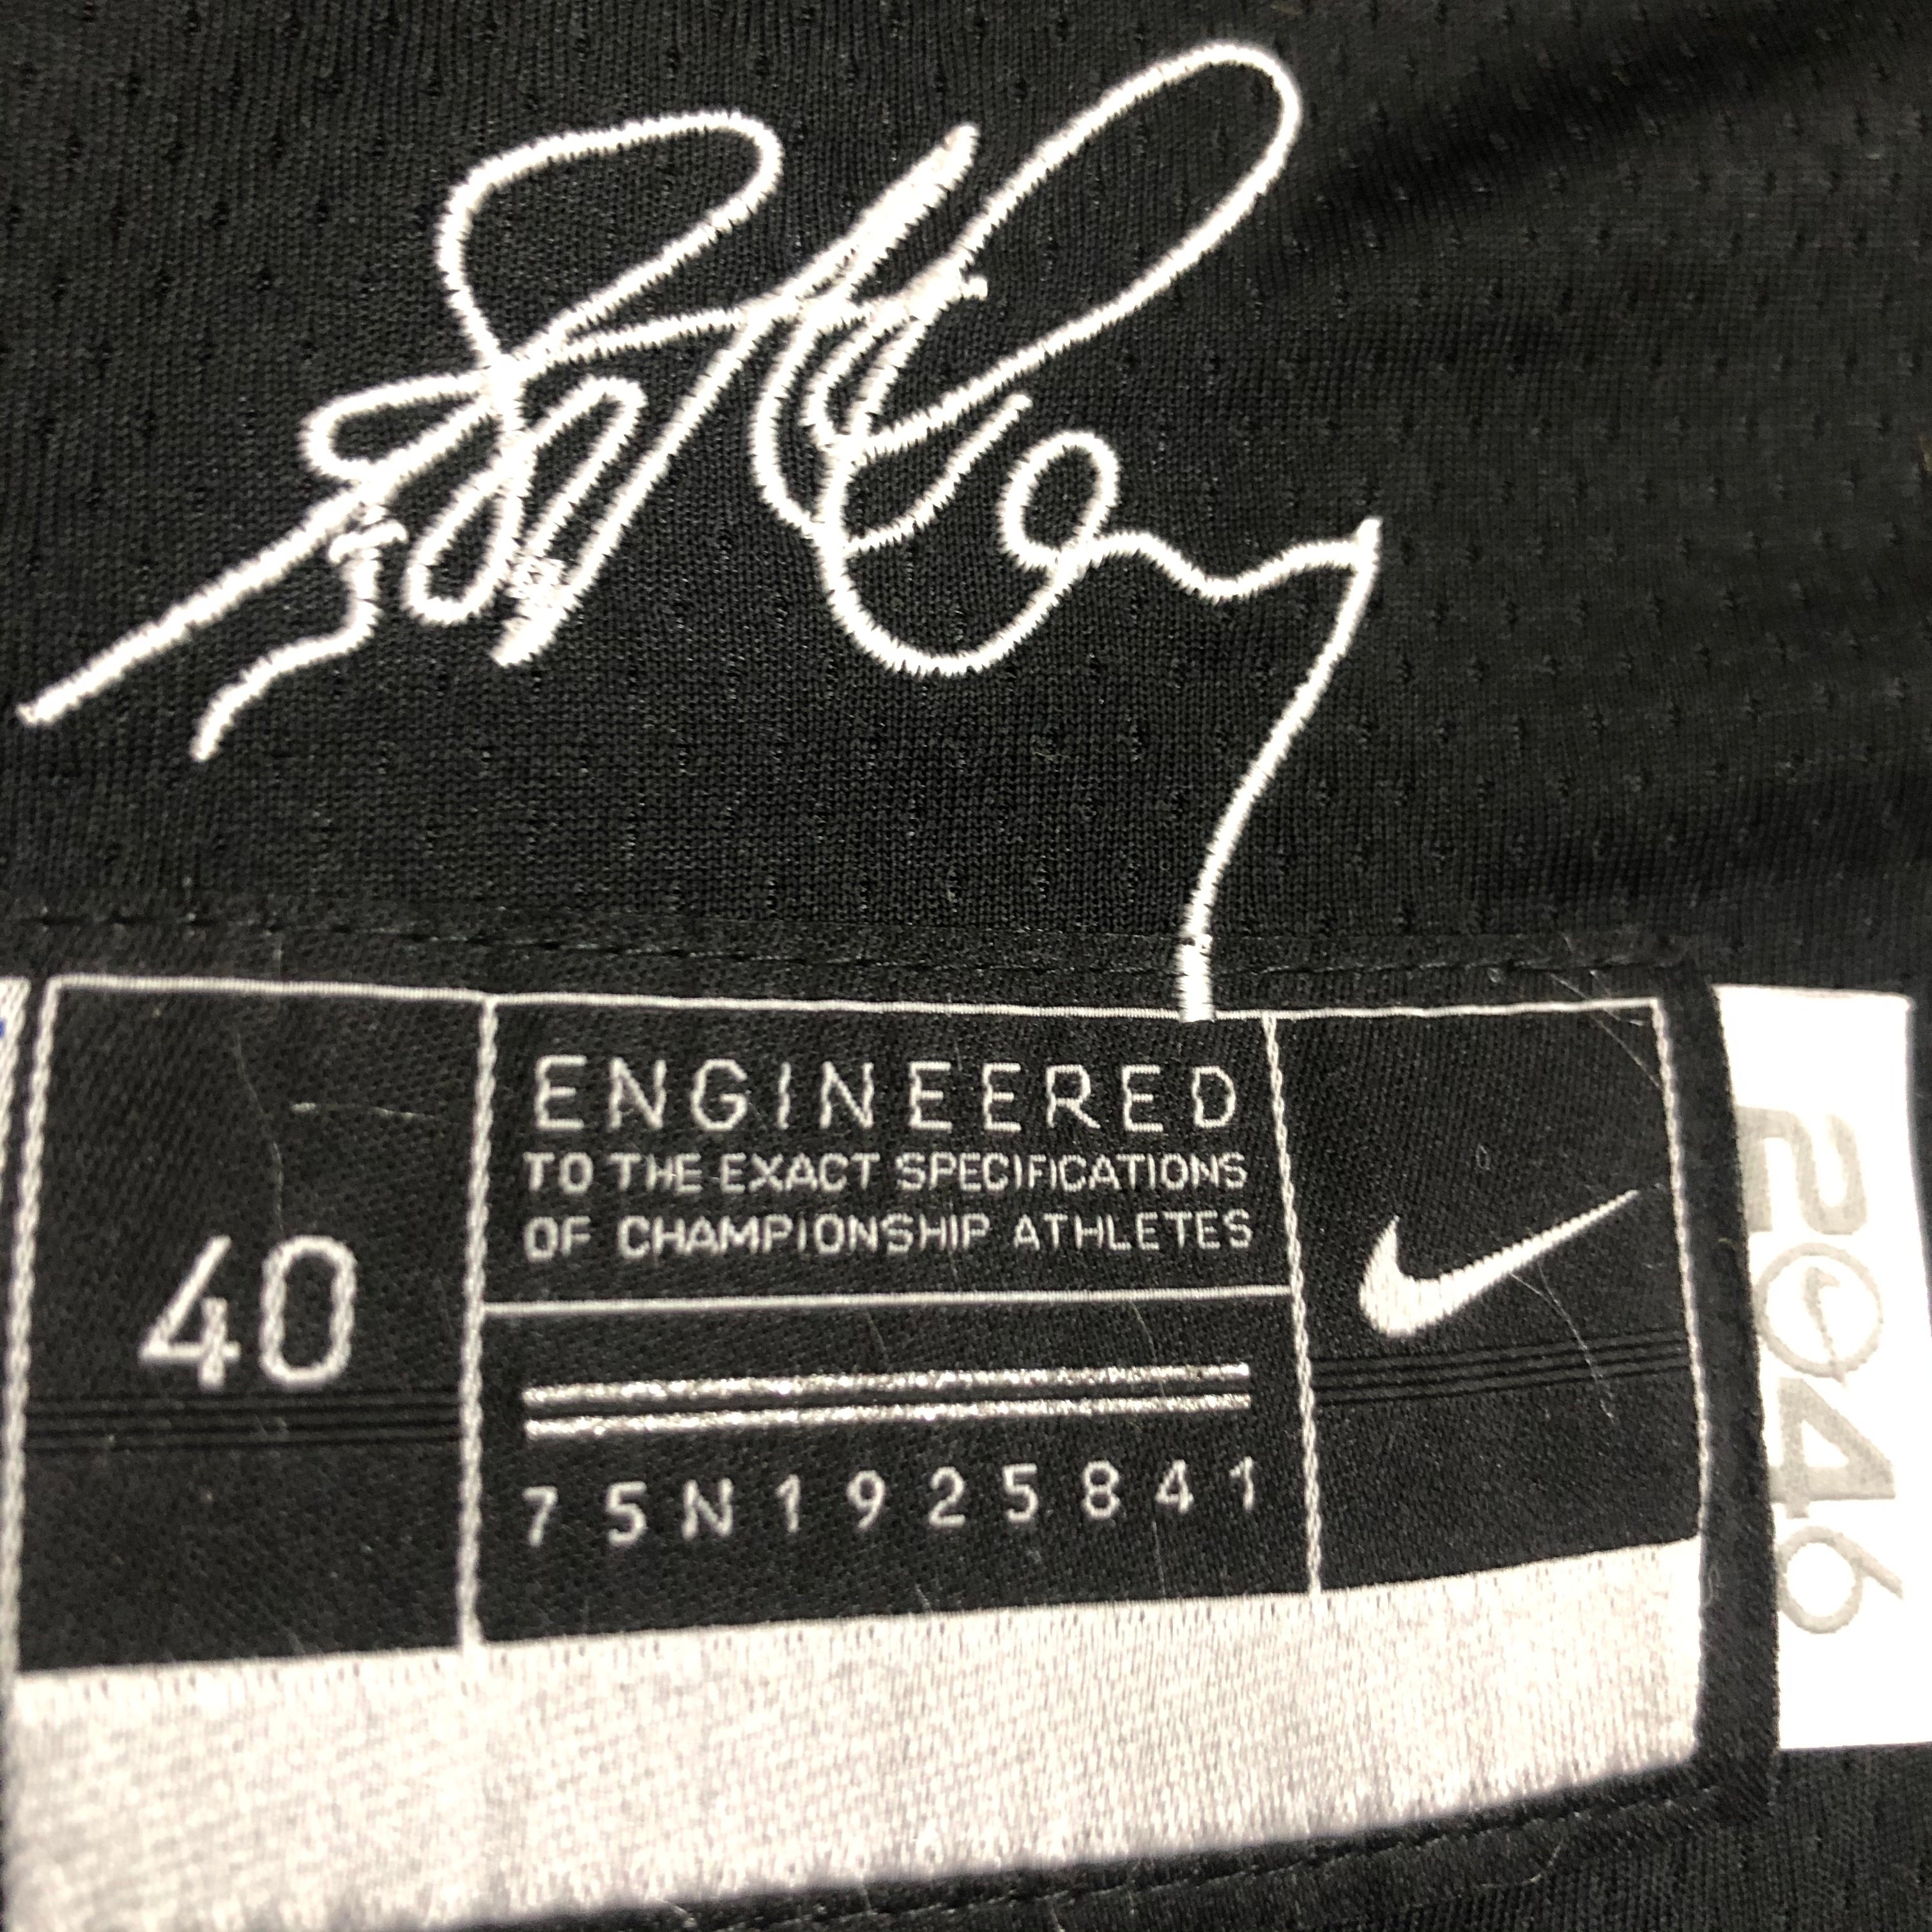 40
ENGINEERED
TO THE EXACT SPECIFICATIONS
OF CHAMPIONSHIP ATHLETES
75N1925841
2046